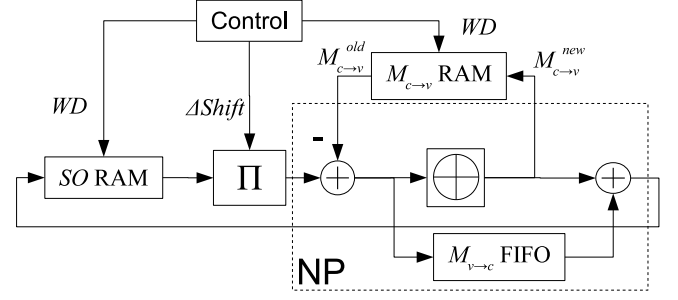 Control
WD
WD
ΔShift
M_{c→v}^{old}
M_{c→v} RAM
M_{c→v}^{new}
-
SO RAM
Π
+
+
M_{v→c} FIFO
NP